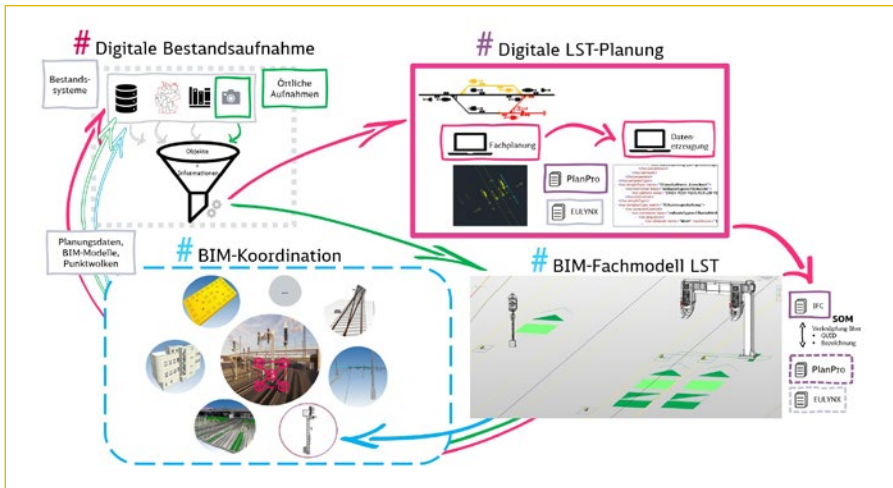 # Digitale Bestandsaufnahme
Bestands-
systeme
Örtliche
Aufnahmen
Objekte
+
Informationen
Planungsdaten,
BIM-Modelle,
Punktwolken
# Digitale LST-Planung
Fachplanung
Daten-
erzeugung
PlanPro
EULYNX
# BIM-Koordination
# BIM-Fachmodell LST
IFC
SOM
Verknüpfung über
• GUID
• Bezeichnung
PlanPro
EULYNX